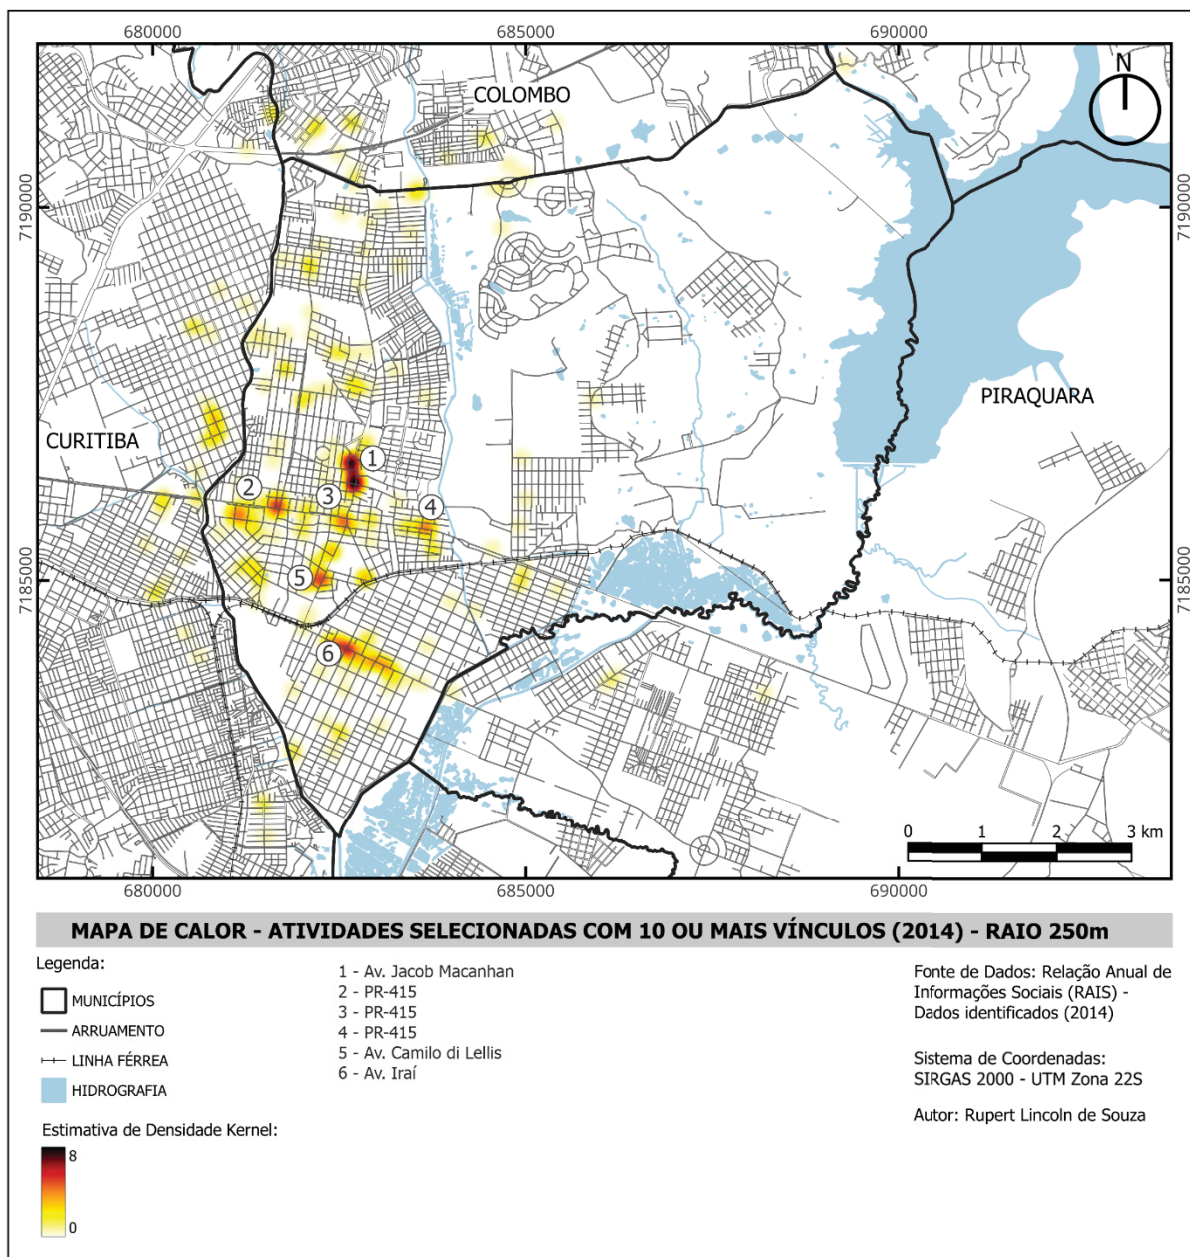 680000
685000
690000
N
COLOMBO
7190000
7190000
PIRAQUARA
CURITIBA
1
2
3
4
7185000
5
7185000
6
0 1 2 3 km
680000
685000
690000
MAPA DE CALOR - ATIVIDADES SELECIONADAS COM 10 OU MAIS VÍNCULOS (2014) - RAIO 250m
Legenda:
MUNICÍPIOS
ARRUAMENTO
LINHA FÉRREA
HIDROGRAFIA
Estimativa de Densidade Kernel:
8
0
1 - Av. Jacob Macanhan
2 - PR-415
3 - PR-415
4 - PR-415
5 - Av. Camilo di Lellis
6 - Av. Iraí
Fonte de Dados: Relação Anual de
Informações Sociais (RAIS) -
Dados identificados (2014)
Sistema de Coordenadas:
SIRGAS 2000 - UTM Zona 22S
Autor: Rupert Lincoln de Souza